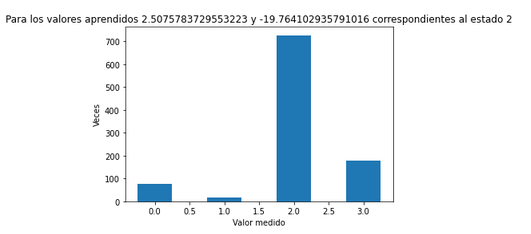 Para los valores aprendidos 2.5075783729553223 y -19.764102935791016 correspondientes al estado 2
700
600
500
400
300
200
100
0
Veces
0.0 0.5 1.0 1.5 2.0 2.5 3.0
Valor medido